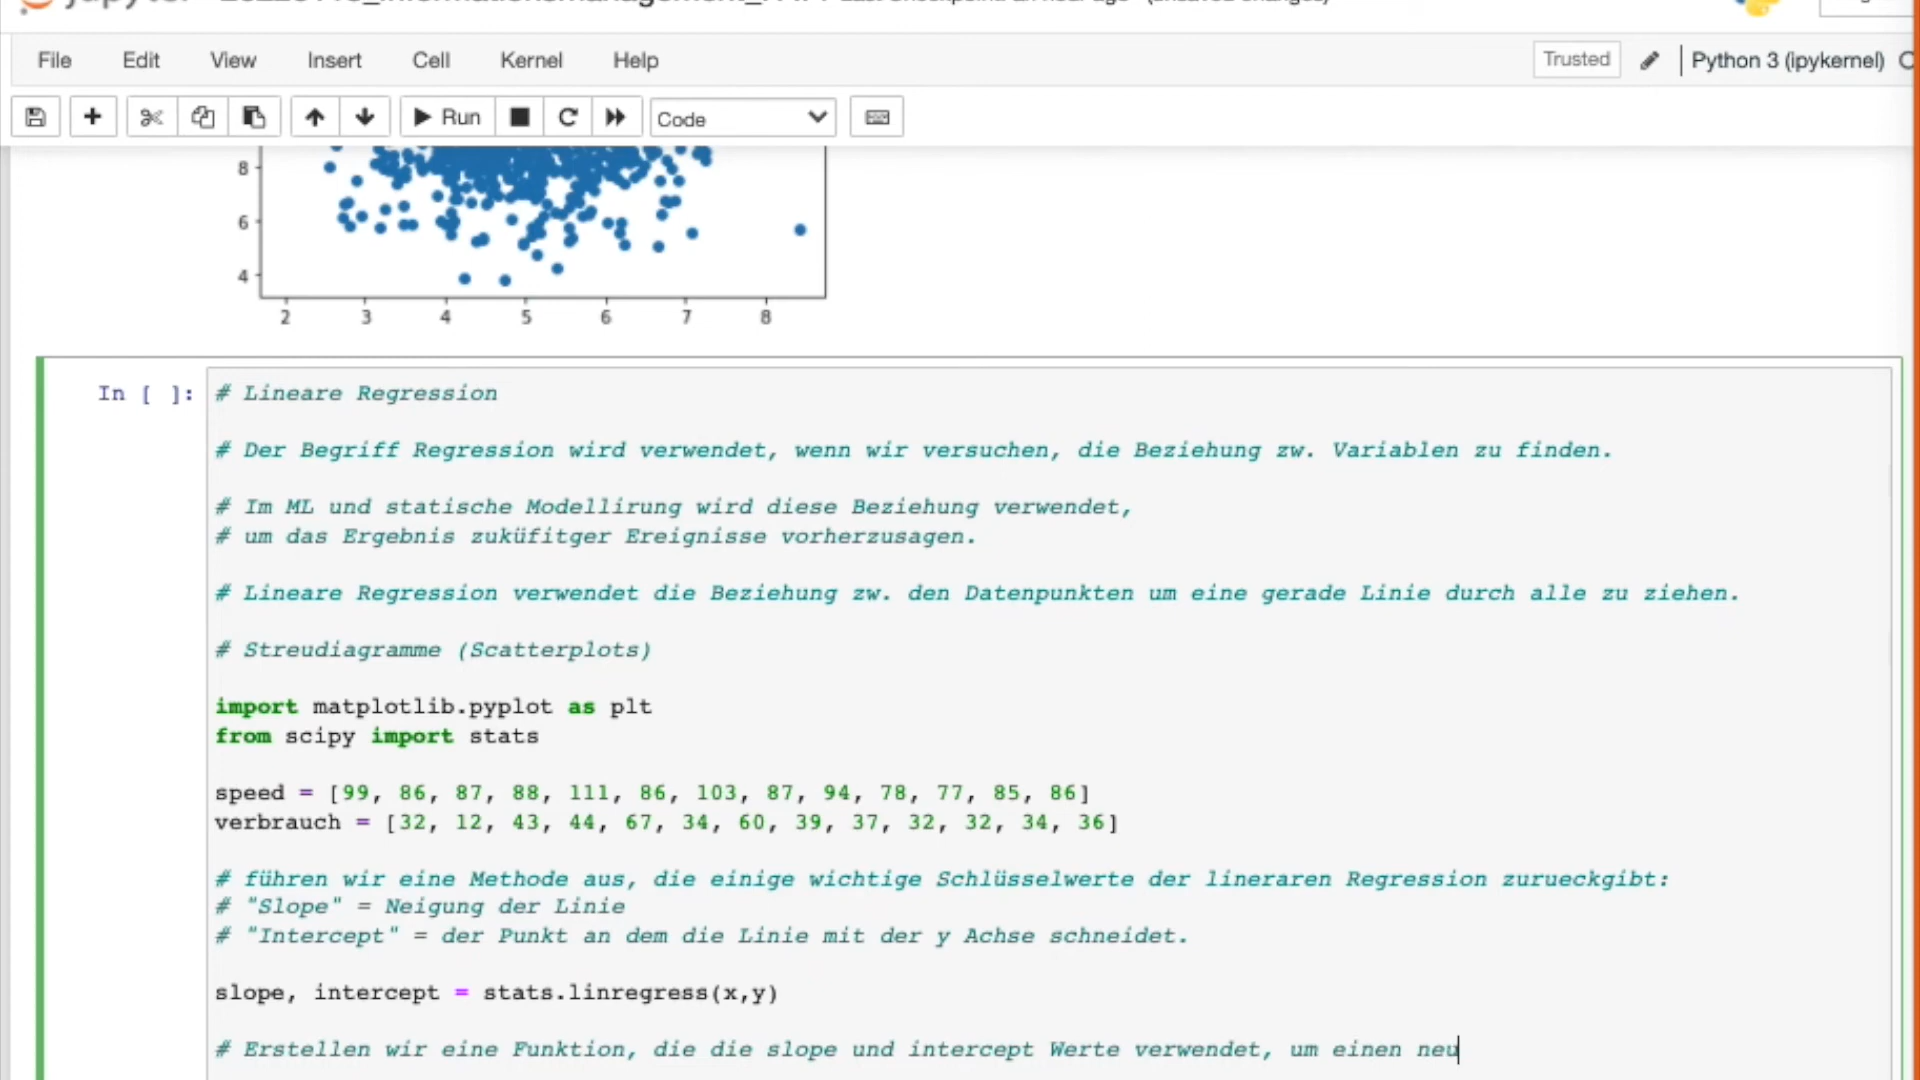 File Edit View Insert Cell Kernel Help Trusted Python 3 (ipykernel)
Run Code
8
6
4
2 3 4 5 6 7 8
In [ ]: # Lineare Regression
# Der Begriff Regression wird verwendet, wenn wir versuchen, die Beziehung zw. Variablen zu finden.
# Im ML und statische Modellirung wird diese Beziehung verwendet,
# um das Ergebnis zuküfitger Ereignisse vorherzusagen.
# Lineare Regression verwendet die Beziehung zw. den Datenpunkten um eine gerade Linie durch alle zu ziehen.
# Streudiagramme (Scatterplots)
import matplotlib.pyplot as plt
from scipy import stats
speed = [99, 86, 87, 88, 111, 86, 103, 87, 94, 78, 77, 85, 86]
verbrauch = [32, 12, 43, 44, 67, 34, 60, 39, 37, 32, 32, 34, 36]
# führen wir eine Methode aus, die einige wichtige Schlüsselwerte der lineraren Regression zurueckgibt:
# "Slope" = Neigung der Linie
# "Intercept" = der Punkt an dem die Linie mit der y Achse schneidet.
slope, intercept = stats.linregress(x,y)
# Erstellen wir eine Funktion, die die slope und intercept Werte verwendet, um einen neu